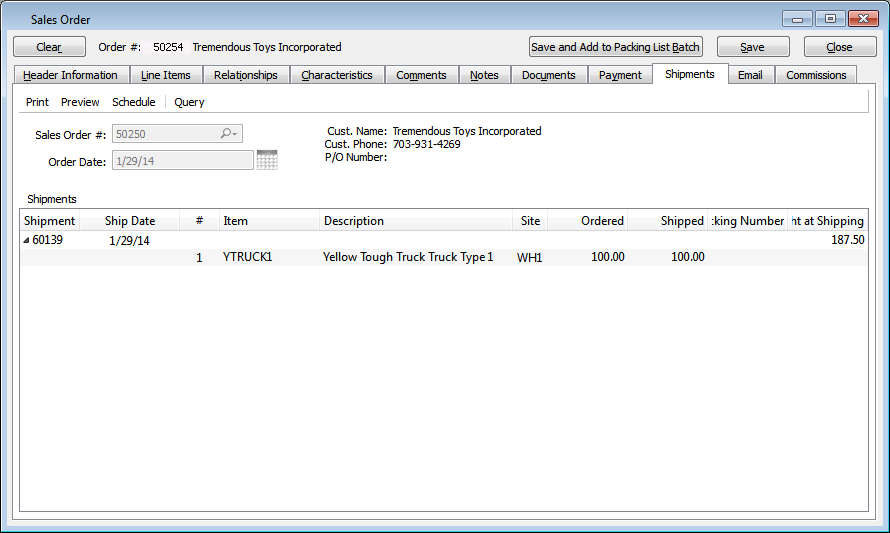 Sales Order
Clear Order #: 50254 Tremendous Toys Incorporated Save and Add to Packing List Batch Save Close
Header Information Line Items Relationships Characteristics Comments Notes Documents Payment Shipments Email Commissions
Print Preview Schedule Query
Sales Order #: 50250 Cust. Name: Tremendous Toys Incorporated
Cust. Phone: 703-931-4269
Order Date: 1/29/14 P/O Number:
Shipments
Shipment Ship Date # Item Description Site Ordered Shipped :king Number ht at Shipping
60139 1/29/14 187.50
1 YTRUCK1 Yellow Tough Truck Truck Type 1 WH1 100.00 100.00